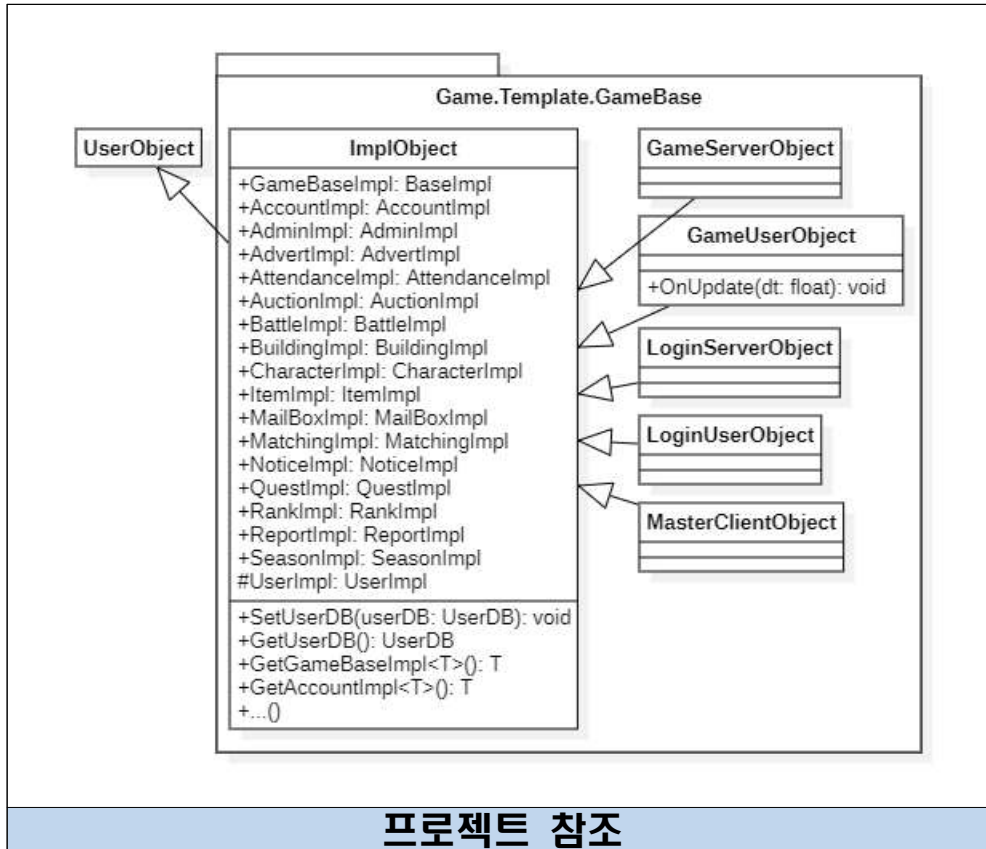 Game.Template.GameBase
UserObject
ImplObject
+GameBaseImpl: BaseImpl
+AccountImpl: AccountImpl
+AdminImpl: AdminImpl
+AdvertImpl: AdvertImpl
+AttendanceImpl: AttendanceImpl
+AuctionImpl: AuctionImpl
+BattleImpl: BattleImpl
+BuildingImpl: BuildingImpl
+CharacterImpl: CharacterImpl
+ItemImpl: ItemImpl
+MailBoxImpl: MailBoxImpl
+MatchingImpl: MatchingImpl
+NoticeImpl: NoticeImpl
+QuestImpl: QuestImpl
+RankImpl: RankImpl
+ReportImpl: ReportImpl
+SeasonImpl: SeasonImpl
#UserImpl: UserImpl
+SetUserDB(userDB: UserDB): void
+GetUserDB(): UserDB
+GetGameBaseImpl<T>(): T
+GetAccountImpl<T>(): T
+...()
GameServerObject
GameUserObject
+OnUpdate(dt: float): void
LoginServerObject
LoginUserObject
MasterClientObject
프로젝트 참조